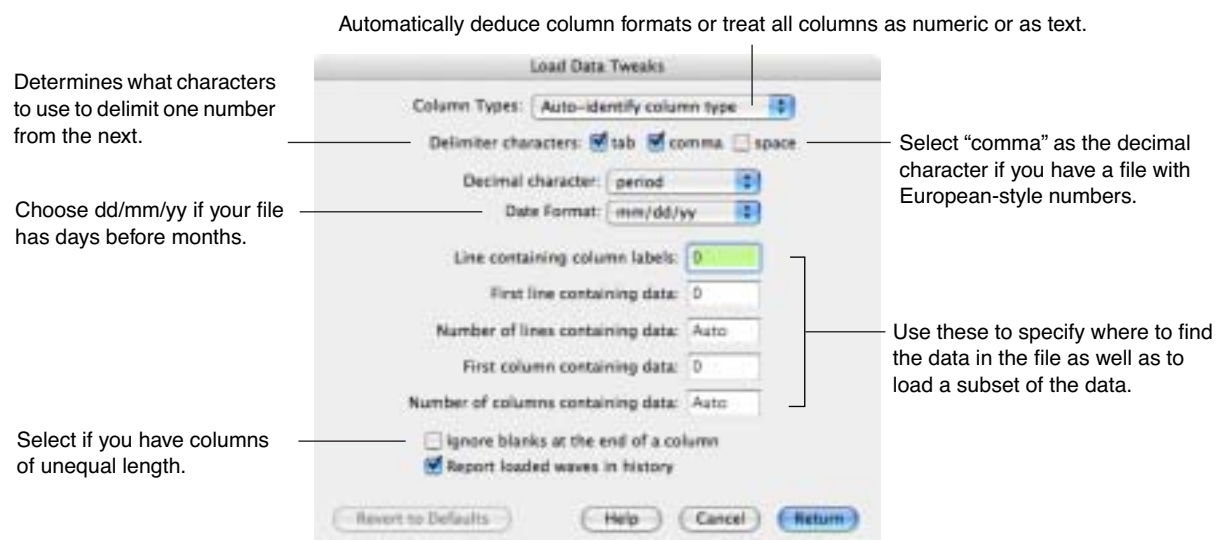 Automatically deduce column formats or treat all columns as numeric or as text.
Load Data Tweaks
Determines what characters
to use to delimit one number
from the next.
Column Types: Auto-identify column type
Delimiter characters: tab comma space
Select “comma” as the decimal
character if you have a file with
European-style numbers.
Decimal character: period
Choose dd/mm/yy if your file
has days before months.
Date Format: mm/dd/yy
Line containing column labels: 0
First line containing data: 0
Number of lines containing data: Auto
First column containing data: 0
Number of columns containing data: Auto
Use these to specify where to find
the data in the file as well as to
load a subset of the data.
Select if you have columns
of unequal length.
Ignore blanks at the end of a column
Report loaded waves in history
Revert to Defaults Help Cancel Return